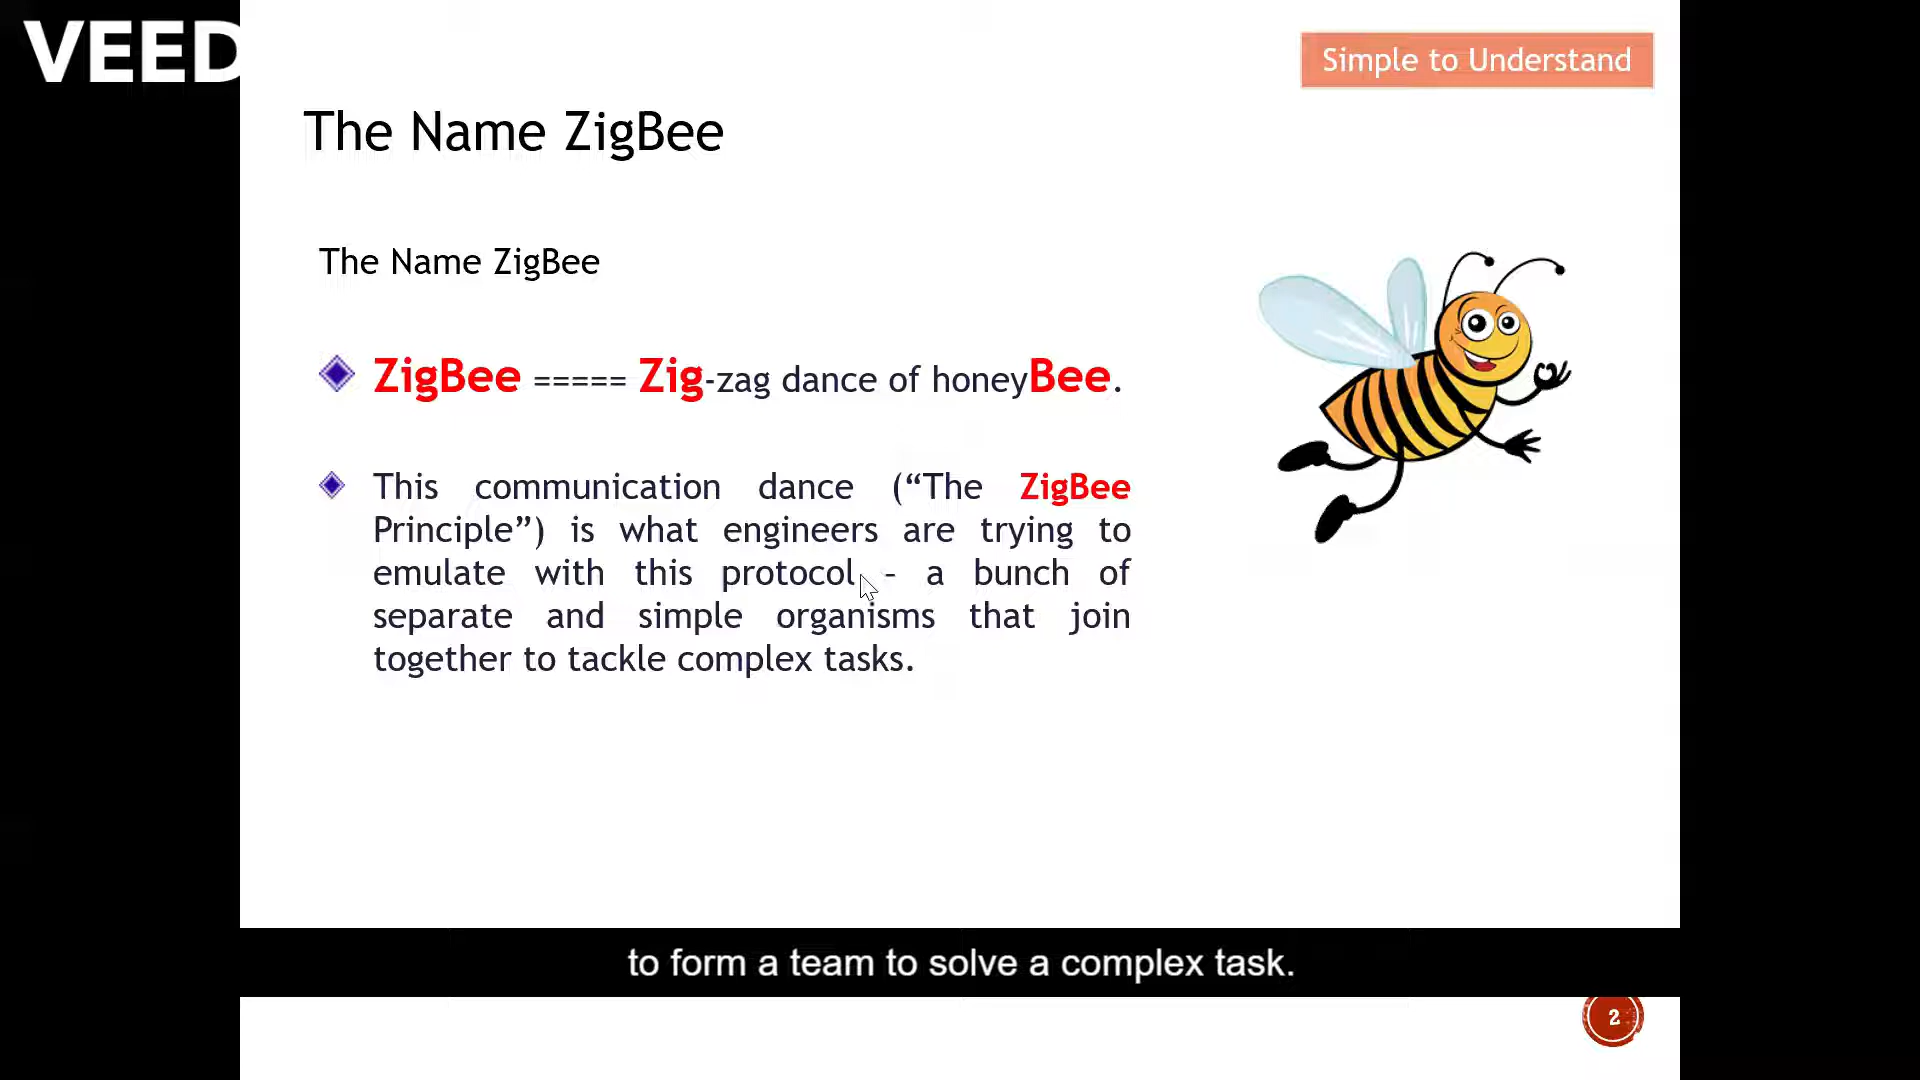 VEED
Simple to Understand
The Name ZigBee
The Name ZigBee
ZigBee ===== Zig-zag dance of honeyBee.
This communication dance (“The ZigBee
Principle”) is what engineers are trying to
emulate with this protocol – a bunch of
separate and simple organisms that join
together to tackle complex tasks.
to form a team to solve a complex task.
2